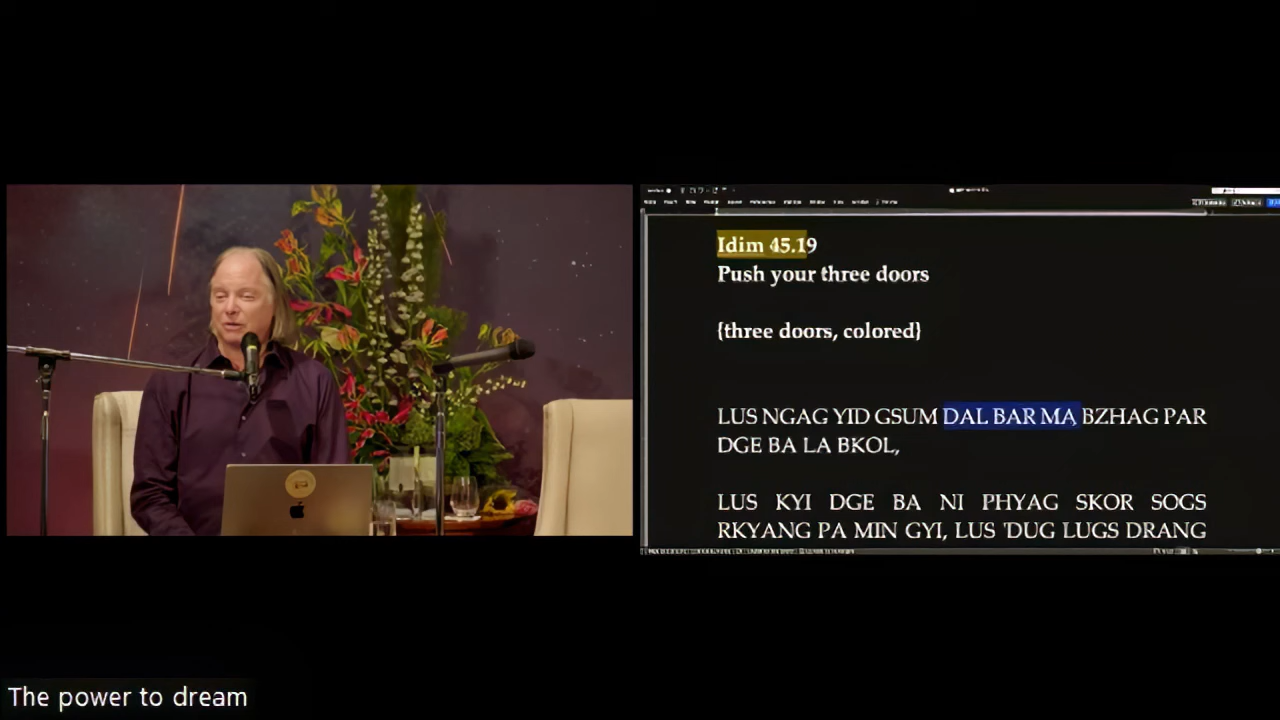 Idim 45.19
Push your three doors
{three doors, colored}
LUS NGAG YID GSUM DAL BAR MA BZHAG PAR
DGE BA LA BKOL,
LUS KYI DGE BA NI PHYAG SKOR SOGS
RKYANG PA MIN GYI, LUS 'DUG LUGS DRANG
The power to dream